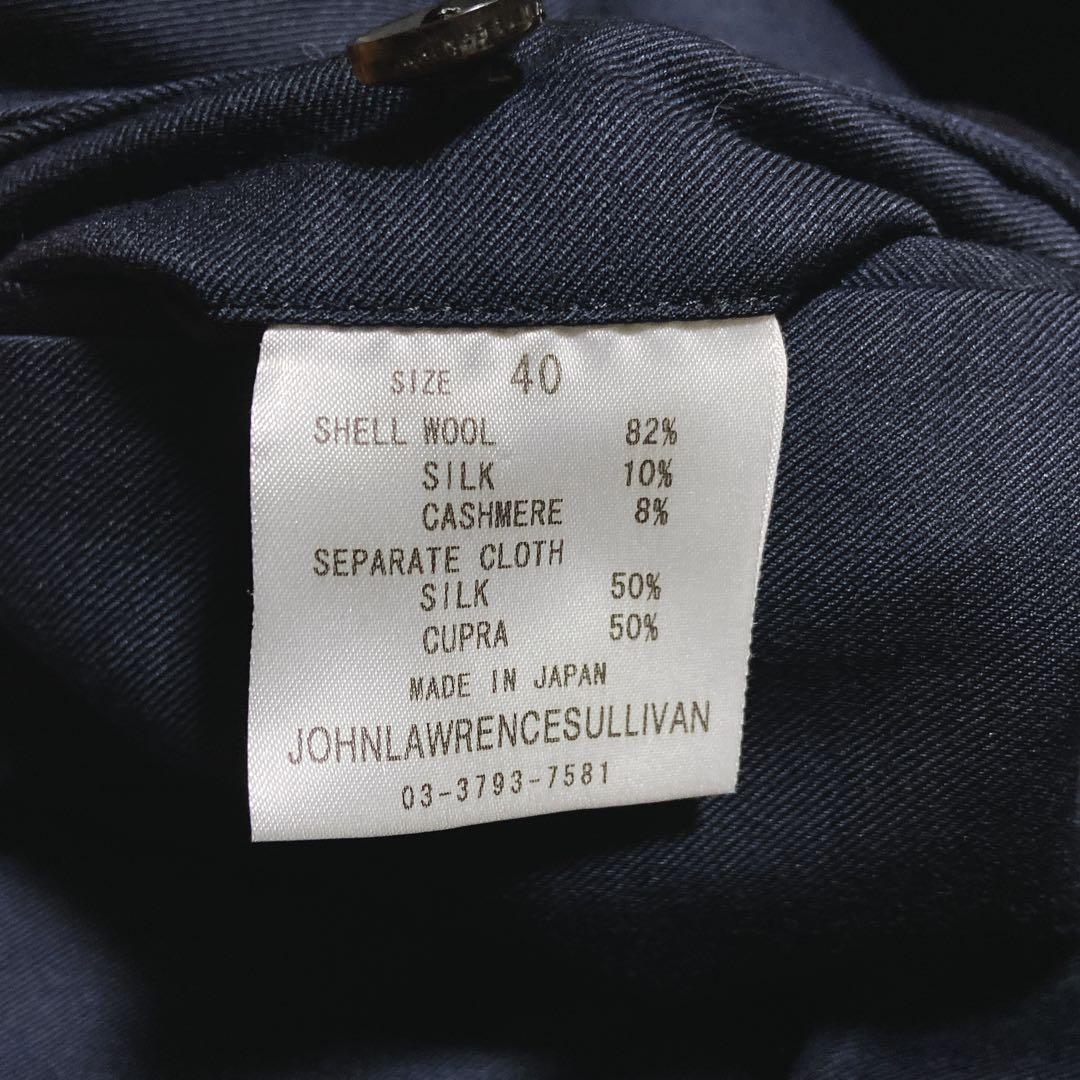 SIZE 40
SHELL WOOL 82%
SILK 10%
CASHMERE 8%
SEPARATE CLOTH
SILK 50%
CUPRA 50%
MADE IN JAPAN
JOHNLAWRENCESULLIVAN
03-3793-7581